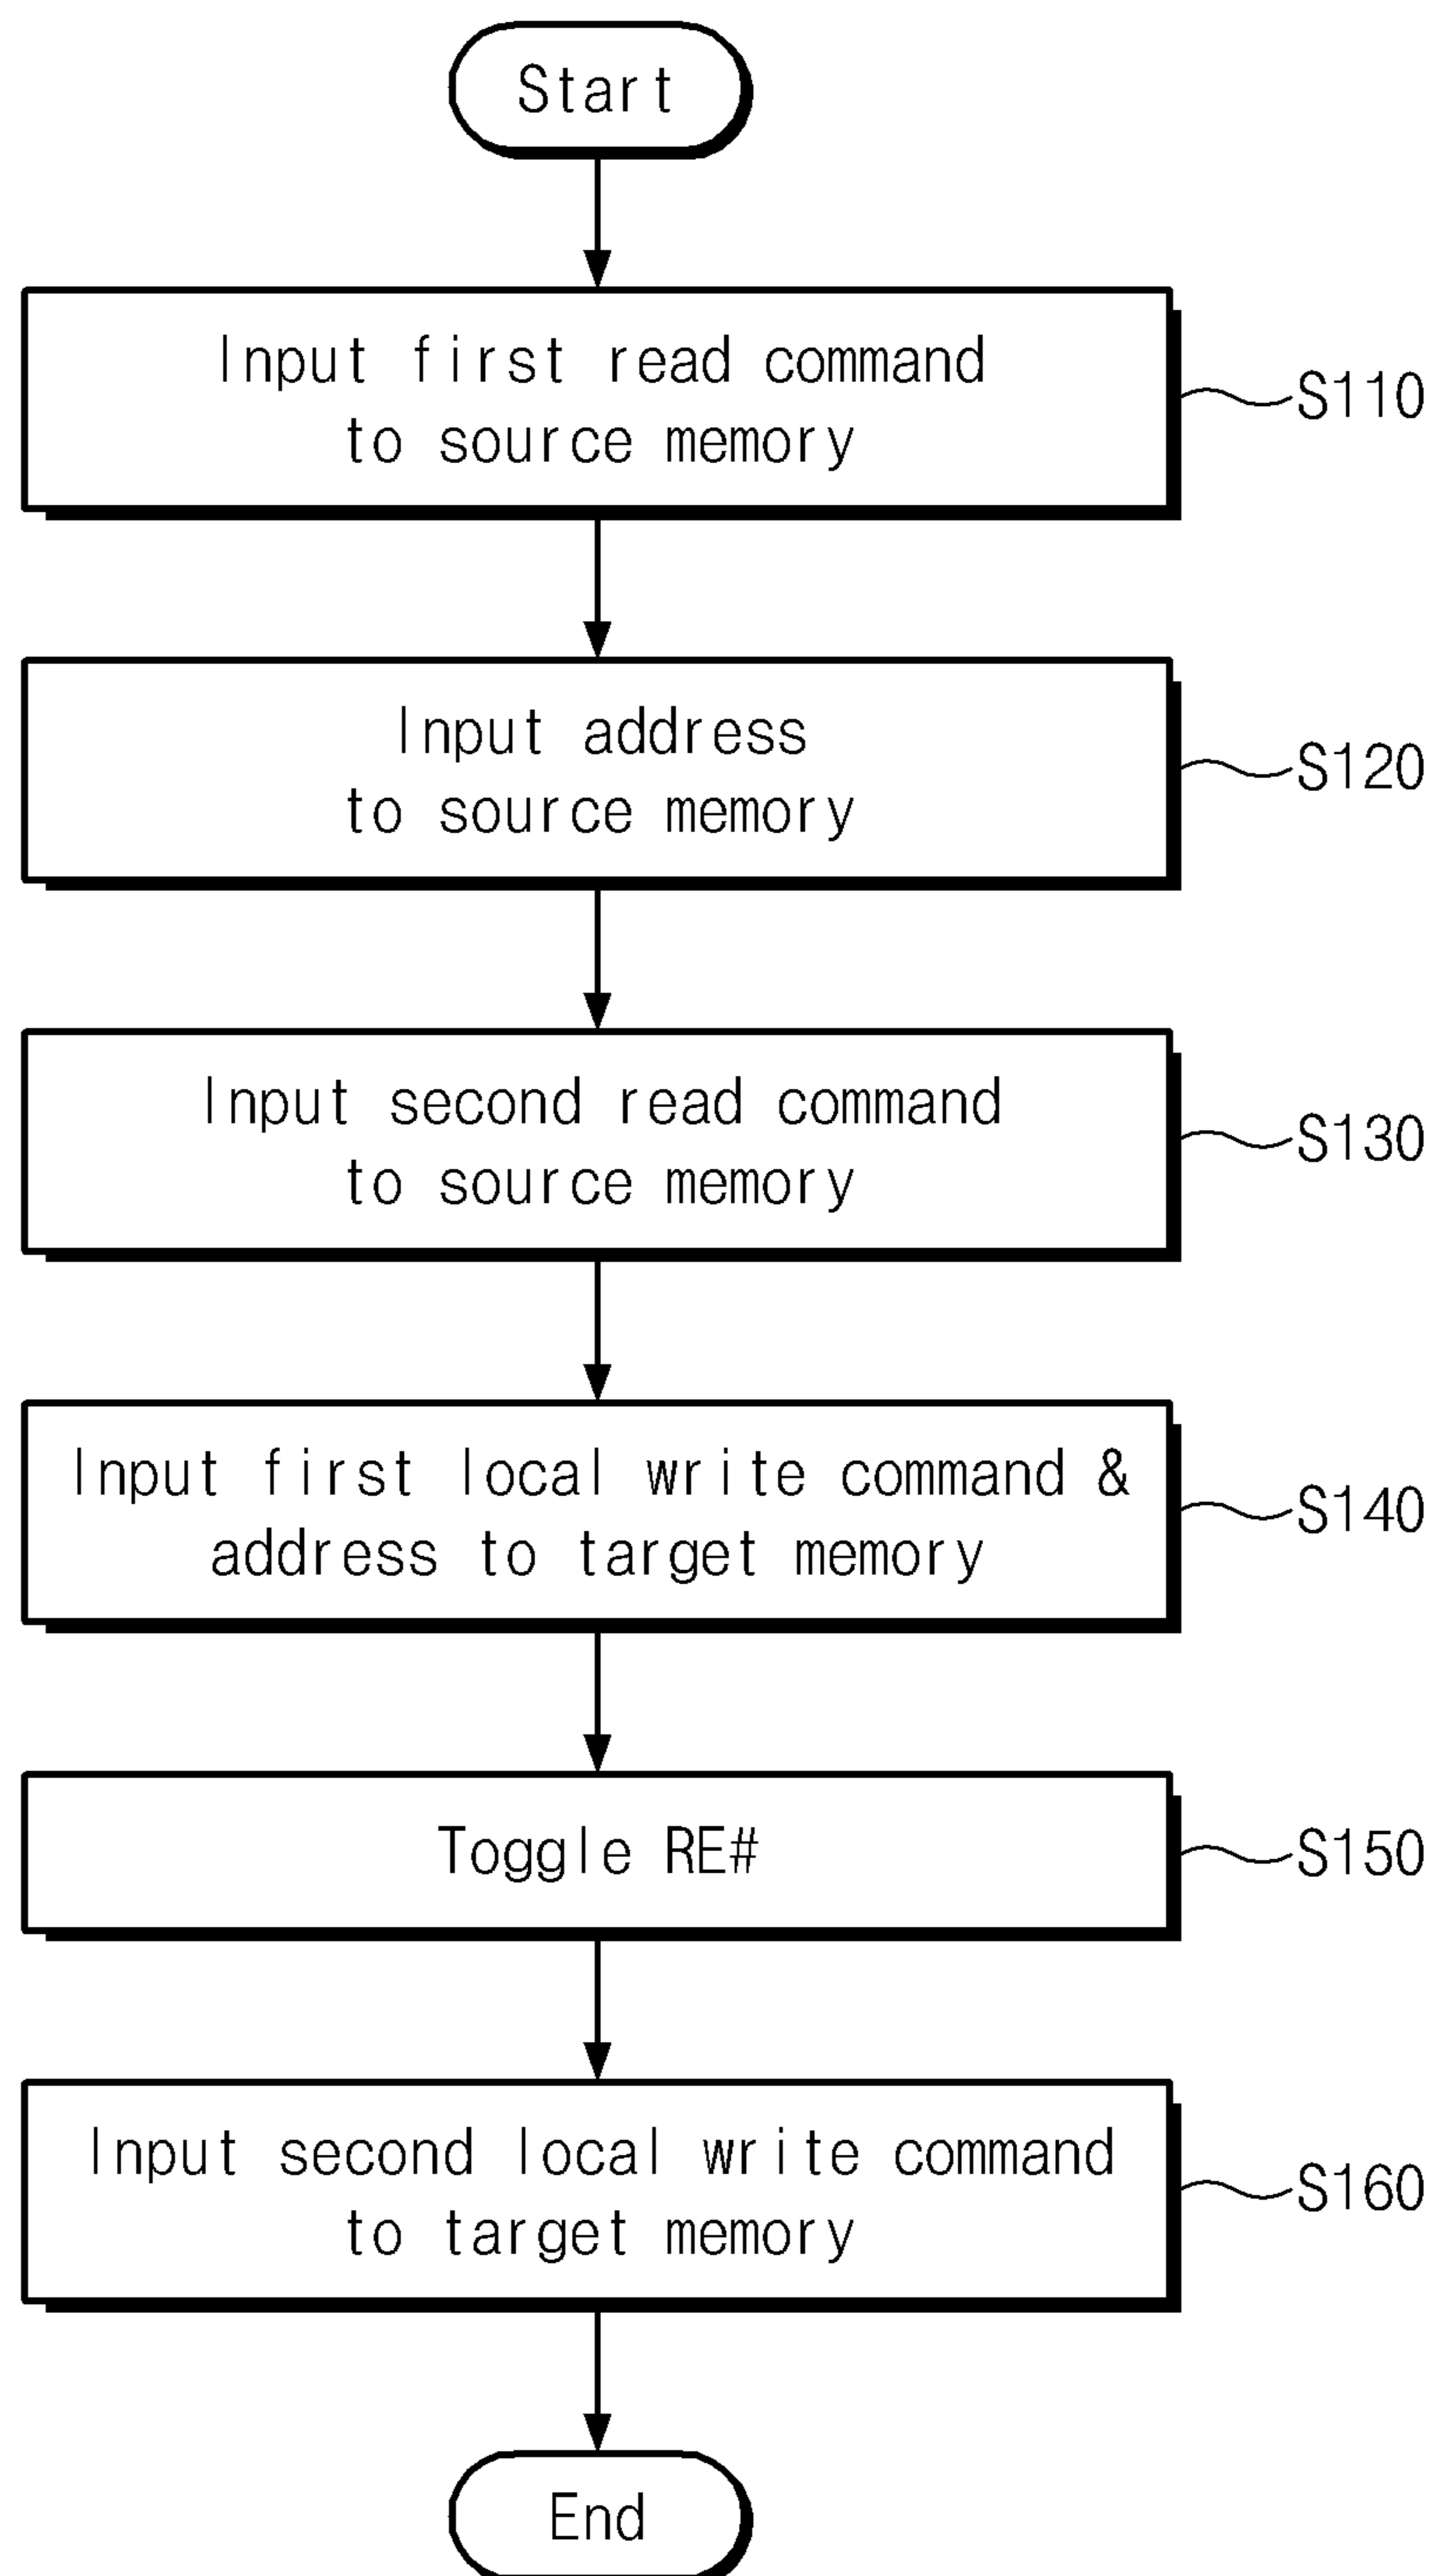 Start
Input first read command
to source memory
S110
Input address
to source memory
S120
Input second read command
to source memory
S130
Input first local write command &
address to target memory
S140
Toggle RE#
S150
Input second local write command
to target memory
S160
End